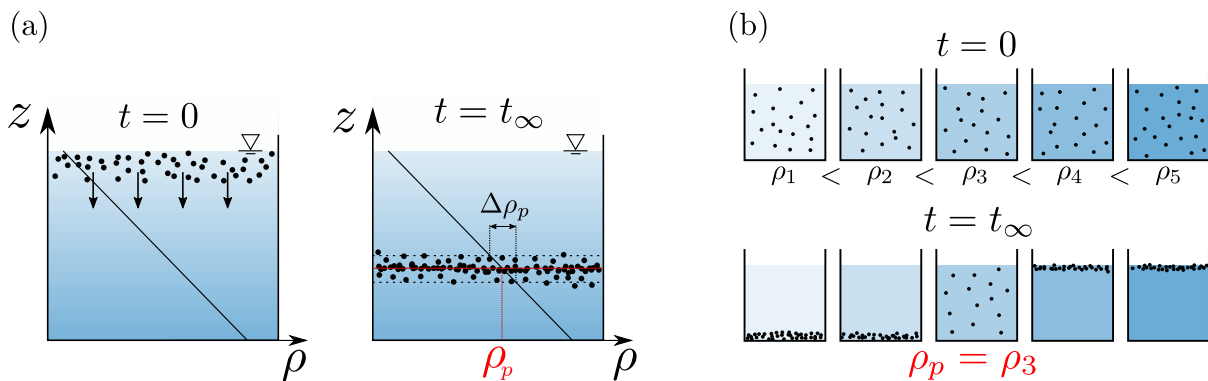 (a)
z
t = 0
ρ
z
t = t∞
Δρp
ρp
ρ
(b)
t = 0
ρ1 < ρ2 < ρ3 < ρ4 < ρ5
t = t∞
ρp = ρ3